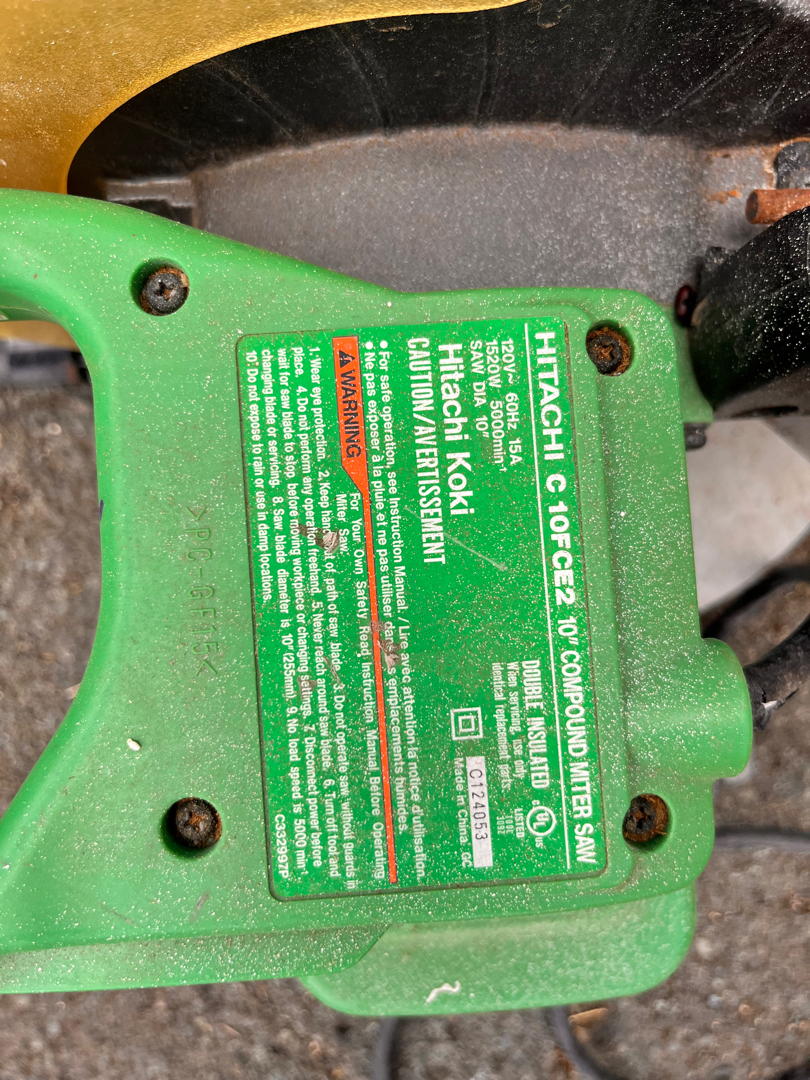 HITACHI C 10FCE2 10" COMPOUND MITER SAW
120V~ 60Hz 15A
1520W 5000min⁻¹
SAW DIA. 10"
DOUBLE INSULATED
When servicing, use only
identical replacement parts.
C UL US
LISTED
Hitachi Koki
C124053
Made in China GC
CAUTION/AVERTISSEMENT
• For safe operation, see Instruction Manual. / Lire avec attention la notice d'utilisation.
• Ne pas exposer à la pluie et ne pas utiliser dans les emplacements humides.
WARNING
For Your Own Safety Read Instruction Manual Before Operating
Miter Saw.
1. Wear eye protection. 2. Keep hands out of path of saw blade. 3. Do not operate saw without guards in
place. 4. Do not perform any operation freehand. 5. Never reach around saw blade. 6. Turn off tool and
wait for saw blade to stop, before moving workpiece or changing settings. 7. Disconnect power before
changing blade or servicing. 8. Saw blade diameter is 10"(255mm). 9. No load speed is 5000 min⁻¹.
10. Do not expose to rain or use in damp locations.
C332997P
>PC-GF15<